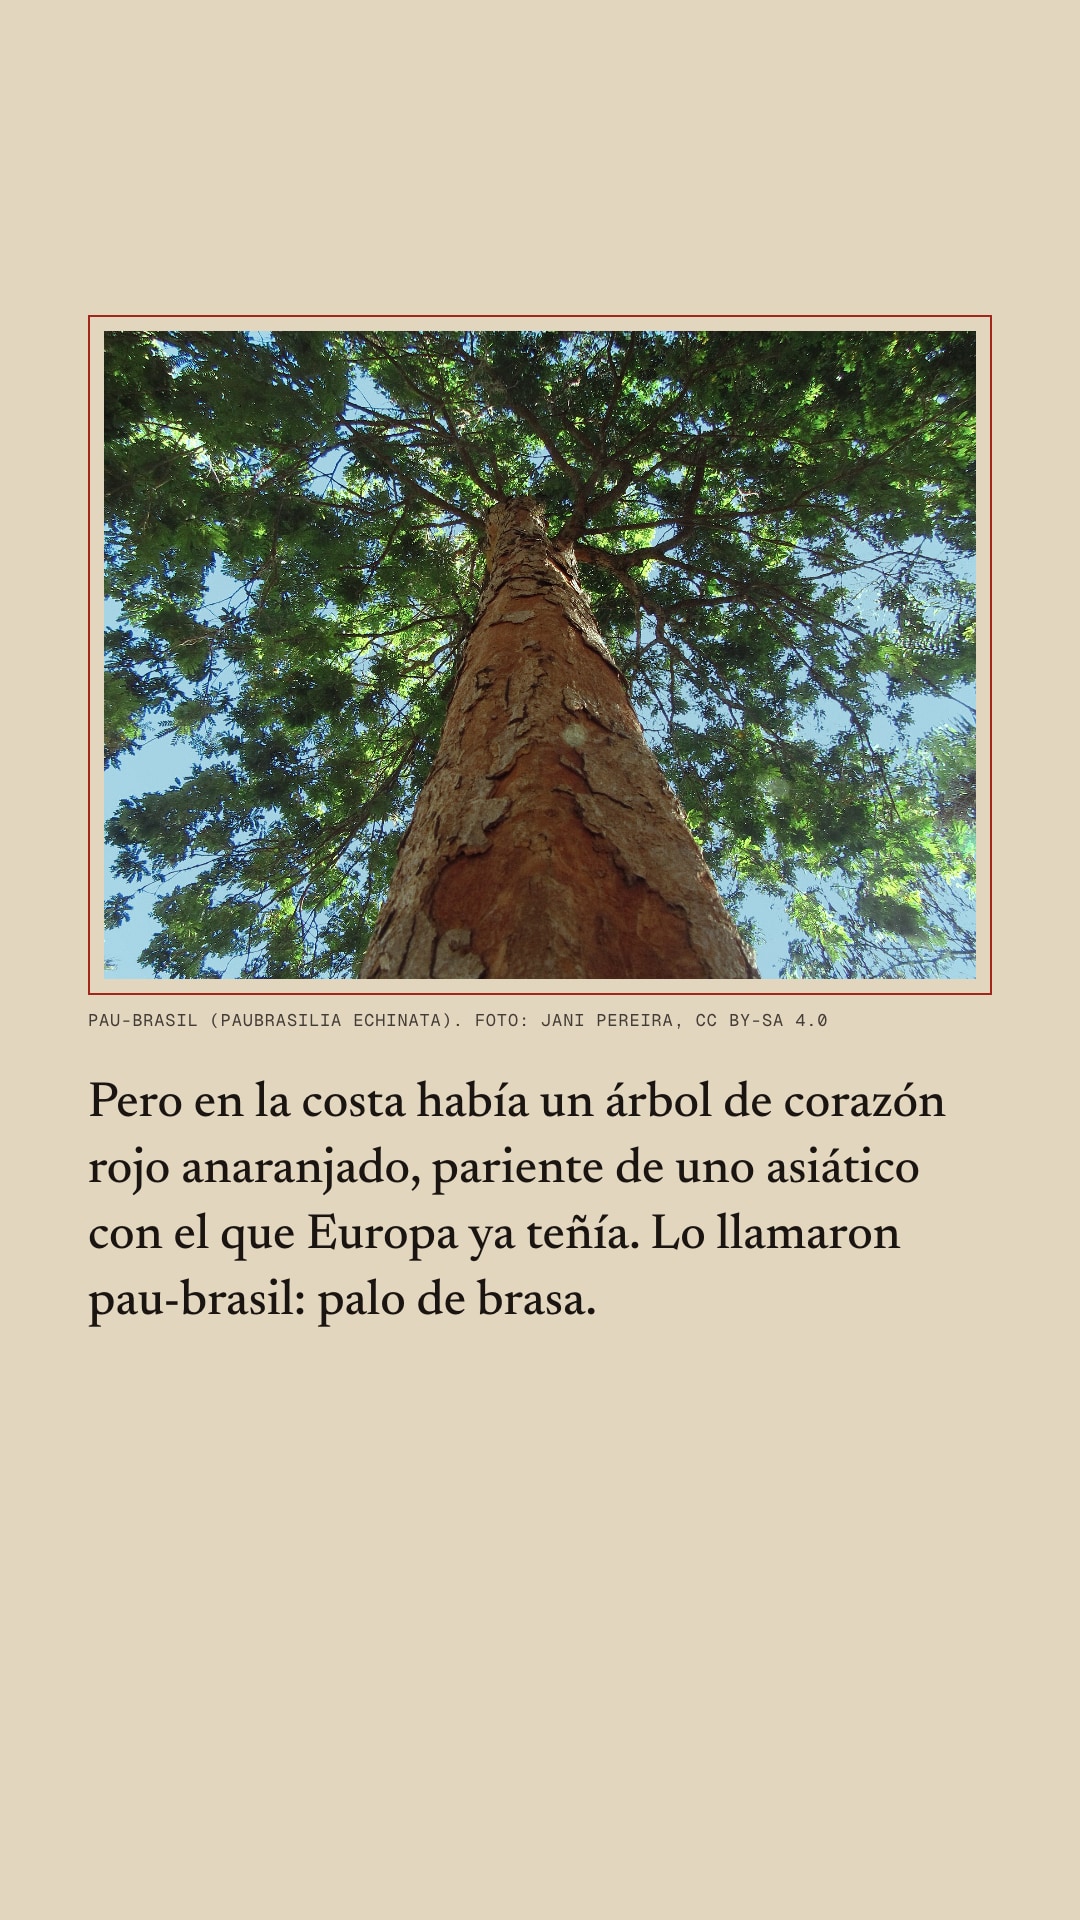 PAU-BRASIL (PAUBRASILIA ECHINATA). FOTO: JANI PEREIRA, CC BY-SA 4.0
Pero en la costa había un árbol de corazón
rojo anaranjado, pariente de uno asiático
con el que Europa ya teñía. Lo llamaron
pau-brasil: palo de brasa.